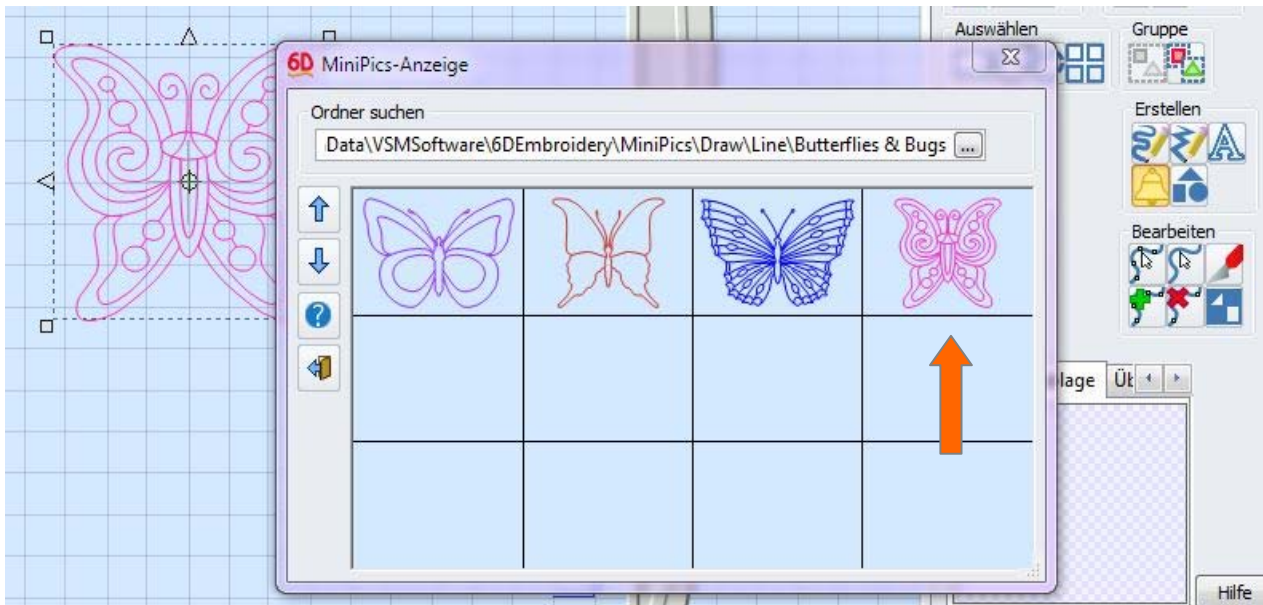 Auswählen
Gruppe
6D MiniPics-Anzeige
Ordner suchen
Data\VSMSoftware\6DEmbroidery\MiniPics\Draw\Line\Butterflies & Bugs ...
Erstellen
A
Bearbeiten
?
lage
Hilfe